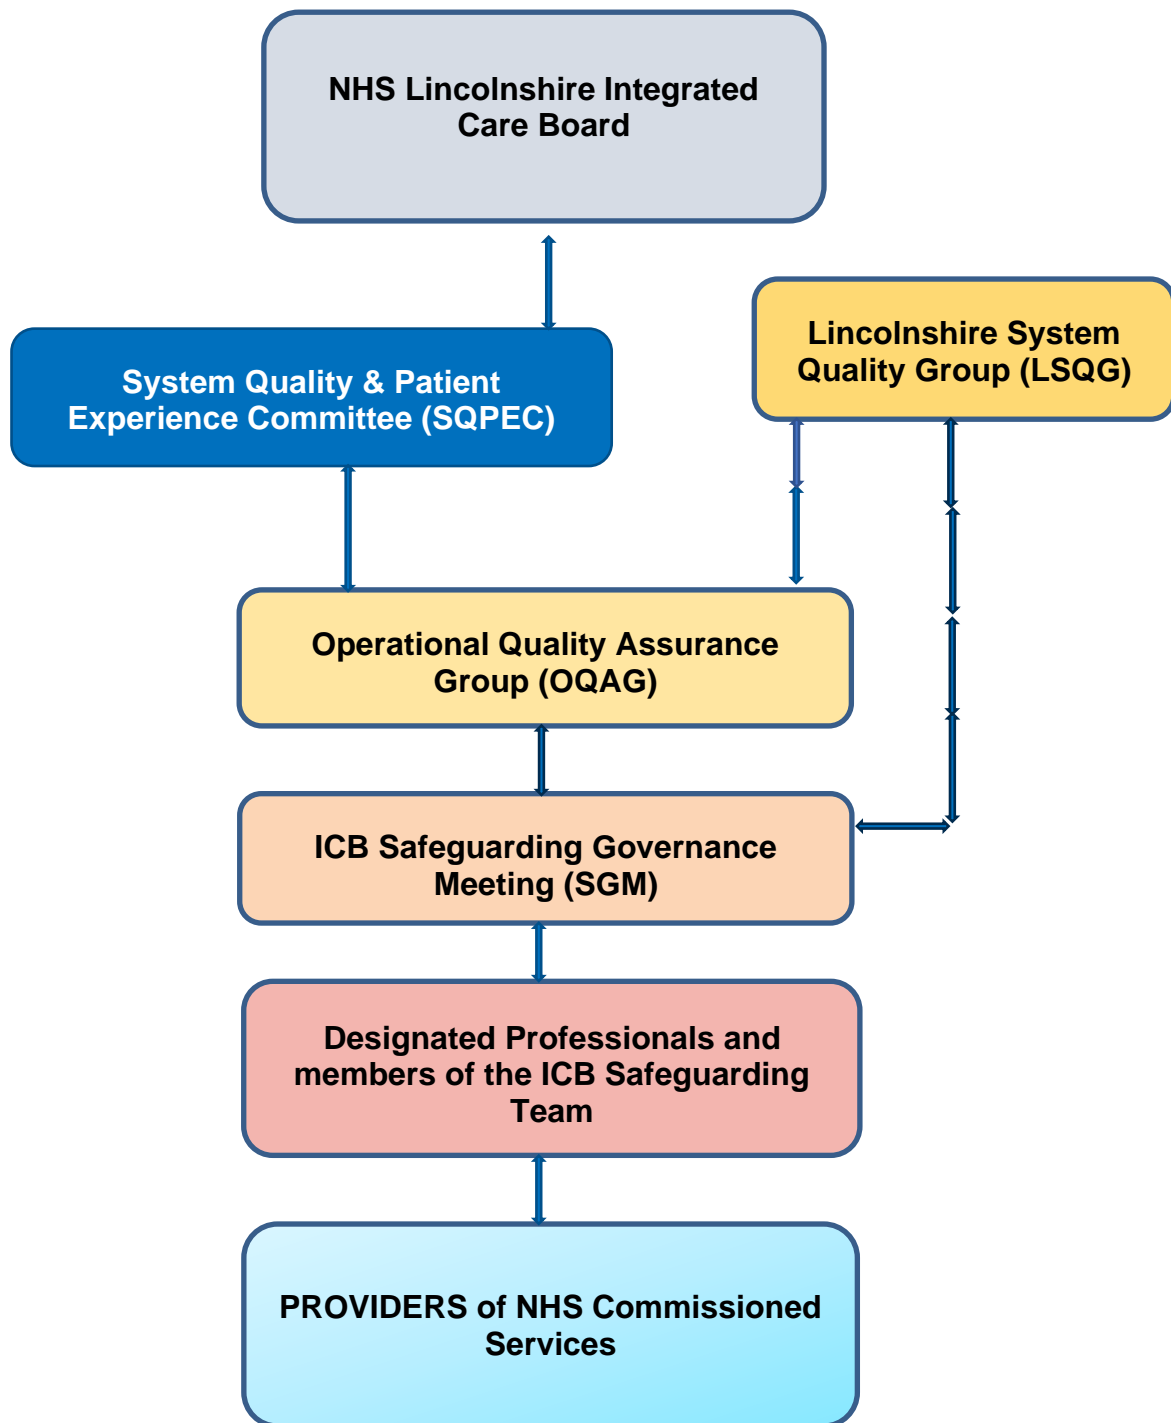 NHS Lincolnshire Integrated
Care Board
Lincolnshire System
Quality Group (LSQG)
System Quality & Patient
Experience Committee (SQPEC)
Operational Quality Assurance
Group (OQAG)
ICB Safeguarding Governance
Meeting (SGM)
Designated Professionals and
members of the ICB Safeguarding
Team
PROVIDERS of NHS Commissioned
Services